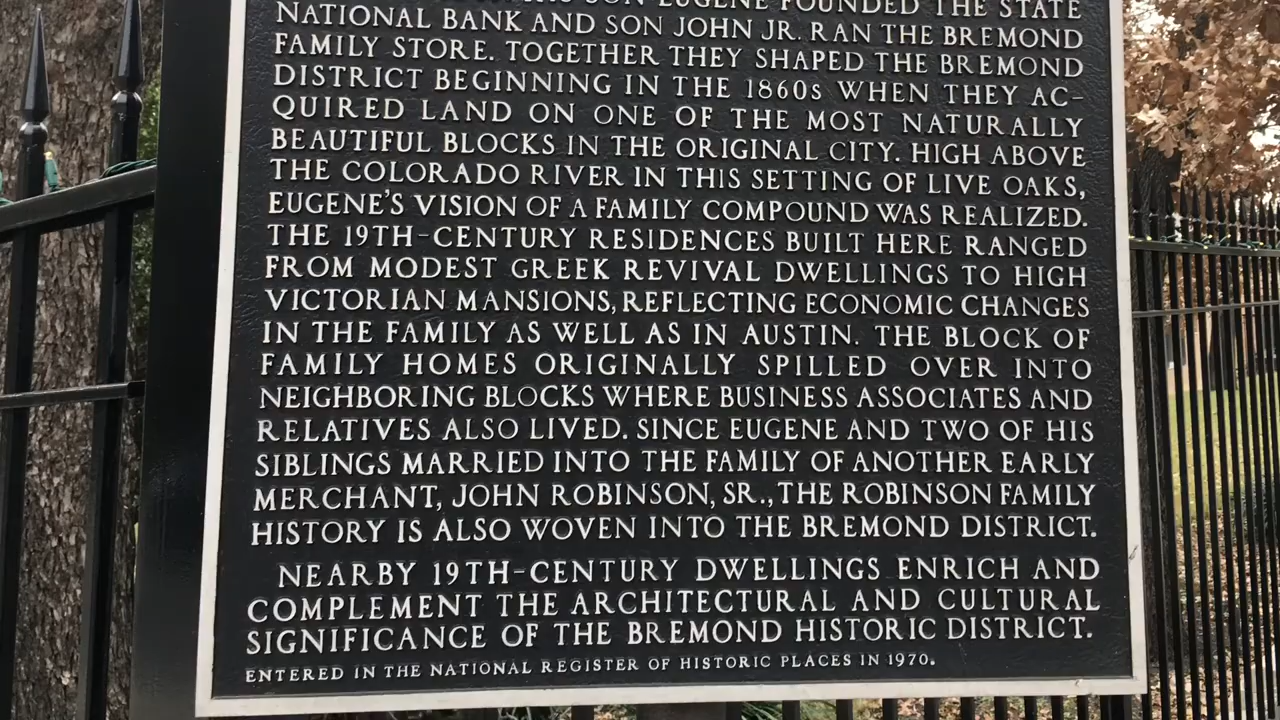 SON EUGENE FOUNDED THE STATE
NATIONAL BANK AND SON JOHN JR. RAN THE BREMOND
FAMILY STORE. TOGETHER THEY SHAPED THE BREMOND
DISTRICT BEGINNING IN THE 1860s WHEN THEY AC-
QUIRED LAND ON ONE OF THE MOST NATURALLY
BEAUTIFUL BLOCKS IN THE ORIGINAL CITY. HIGH ABOVE
THE COLORADO RIVER IN THIS SETTING OF LIVE OAKS,
EUGENE'S VISION OF A FAMILY COMPOUND WAS REALIZED.
THE 19TH-CENTURY RESIDENCES BUILT HERE RANGED
FROM MODEST GREEK REVIVAL DWELLINGS TO HIGH
VICTORIAN MANSIONS, REFLECTING ECONOMIC CHANGES
IN THE FAMILY AS WELL AS IN AUSTIN. THE BLOCK OF
FAMILY HOMES ORIGINALLY SPILLED OVER INTO
NEIGHBORING BLOCKS WHERE BUSINESS ASSOCIATES AND
RELATIVES ALSO LIVED. SINCE EUGENE AND TWO OF HIS
SIBLINGS MARRIED INTO THE FAMILY OF ANOTHER EARLY
MERCHANT, JOHN ROBINSON, SR., THE ROBINSON FAMILY
HISTORY IS ALSO WOVEN INTO THE BREMOND DISTRICT.
NEARBY 19TH-CENTURY DWELLINGS ENRICH AND
COMPLEMENT THE ARCHITECTURAL AND CULTURAL
SIGNIFICANCE OF THE BREMOND HISTORIC DISTRICT.
ENTERED IN THE NATIONAL REGISTER OF HISTORIC PLACES IN 1970.